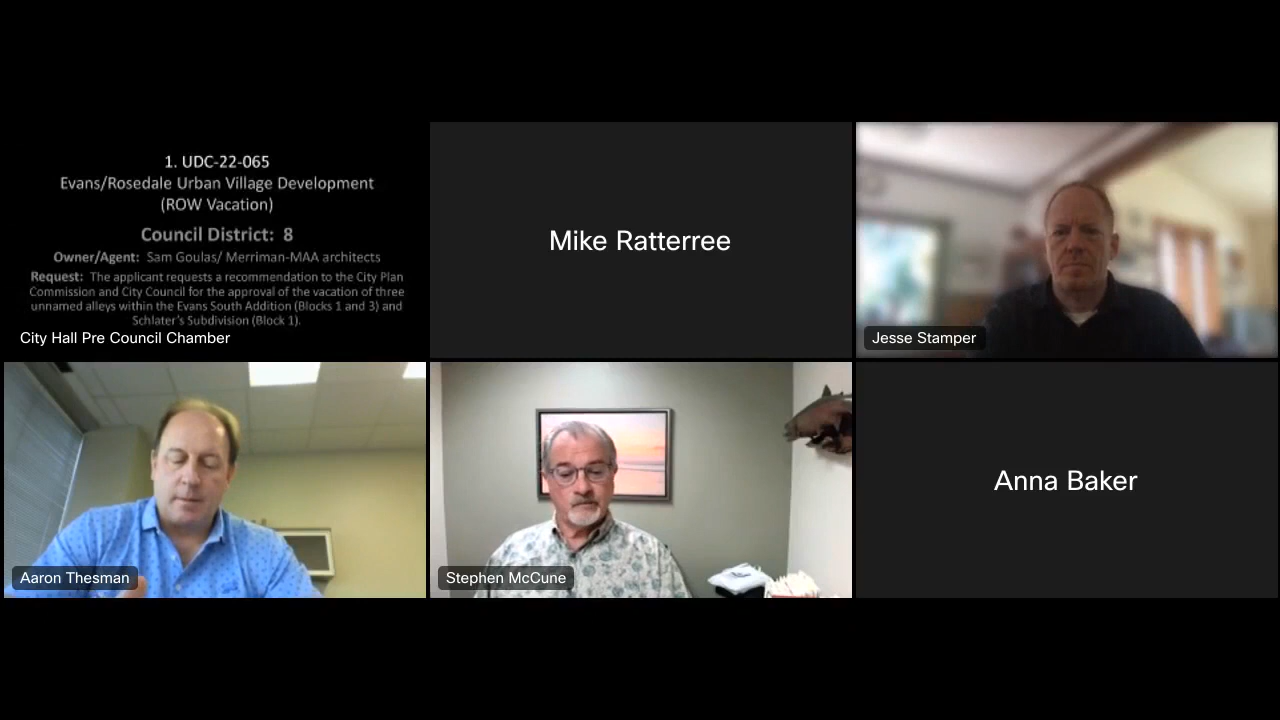 1. UDC-22-065
Evans/Rosedale Urban Village Development
(ROW Vacation)
Council District: 8
Owner/Agent: Sam Goulas/ Merriman-MAA architects
Request: The applicant requests a recommendation to the City Plan
Commission and City Council for the approval of the vacation of three
unnamed alleys within the Evans South Addition (Blocks 1 and 3) and
Schlater's Subdivision (Block 1).
City Hall Pre Council Chamber
Mike Ratterree
Jesse Stamper
Aaron Thesman
Stephen McCune
Anna Baker